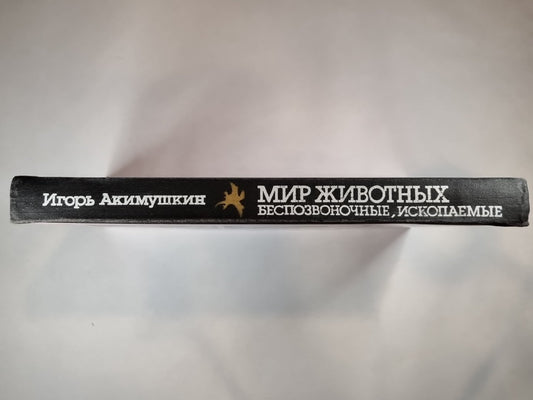 Игорь Акимушкин
МИР ЖИВОТНЫХ
БЕСПОЗВОНОЧНЫЕ, ИСКОПАЕМЫЕ